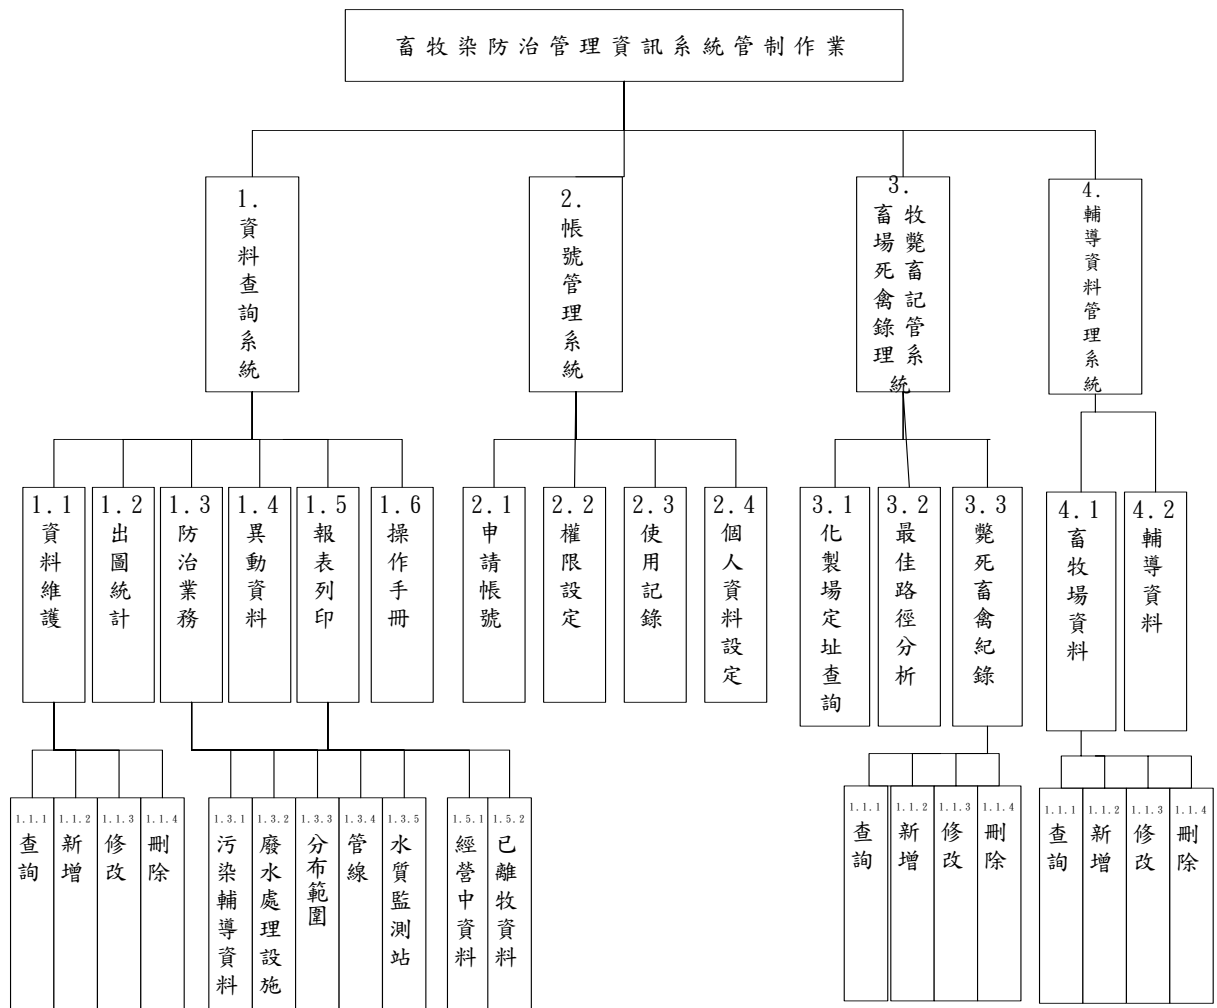 畜牧染防治管理資訊系統管制作業
1.
資料查詢系統
2.
帳號管理系統
3.
畜牧
場斃
死畜
禽記
錄管
理系
統
4.
輔導資料管理系統
1.1
資料維護
1.2
出圖統計
1.3
防治業務
1.4
異動資料
1.5
報表列印
1.6
操作手冊
2.1
申請帳號
2.2
權限設定
2.3
使用記錄
2.4
個人資料設定
3.1
化製場定址查詢
3.2
最佳路徑分析
3.3
斃死畜禽紀錄
4.1
畜牧場資料
4.2
輔導資料
1.1.1
查詢
1.1.2
新增
1.1.3
修改
1.1.4
刪除
1.3.1
污染輔導資料
1.3.2
廢水處理設施
1.3.3
分布範圍
1.3.4
管線
1.3.5
水質監測站
1.5.1
經營中資料
1.5.2
已離牧資料
1.1.1
查詢
1.1.2
新增
1.1.3
修改
1.1.4
刪除
1.1.1
查詢
1.1.2
新增
1.1.3
修改
1.1.4
刪除